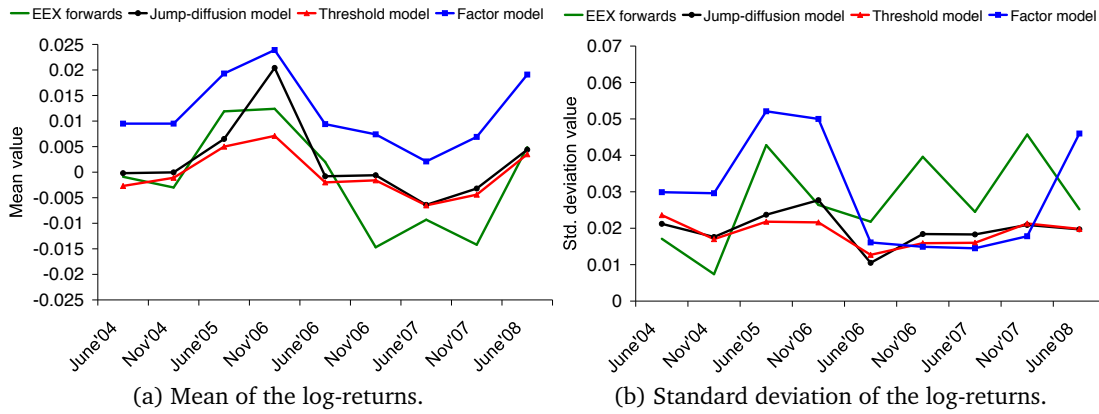 EEX forwards Jump-diffusion model Threshold model Factor model
0.025
0.02
0.015
0.01
0.005
0
-0.005
-0.01
-0.015
-0.02
-0.025
Mean value
June'04 Nov'04 June'05 Nov'06 June'06 Nov'06 June'07 Nov'07 June'08
(a) Mean of the log-returns.
EEX forwards Jump-diffusion model Threshold model Factor model
0.07
0.06
0.05
0.04
0.03
0.02
0.01
0
Std. deviation value
June'04 Nov'04 June'05 Nov'06 June'06 Nov'06 June'07 Nov'07 June'08
(b) Standard deviation of the log-returns.